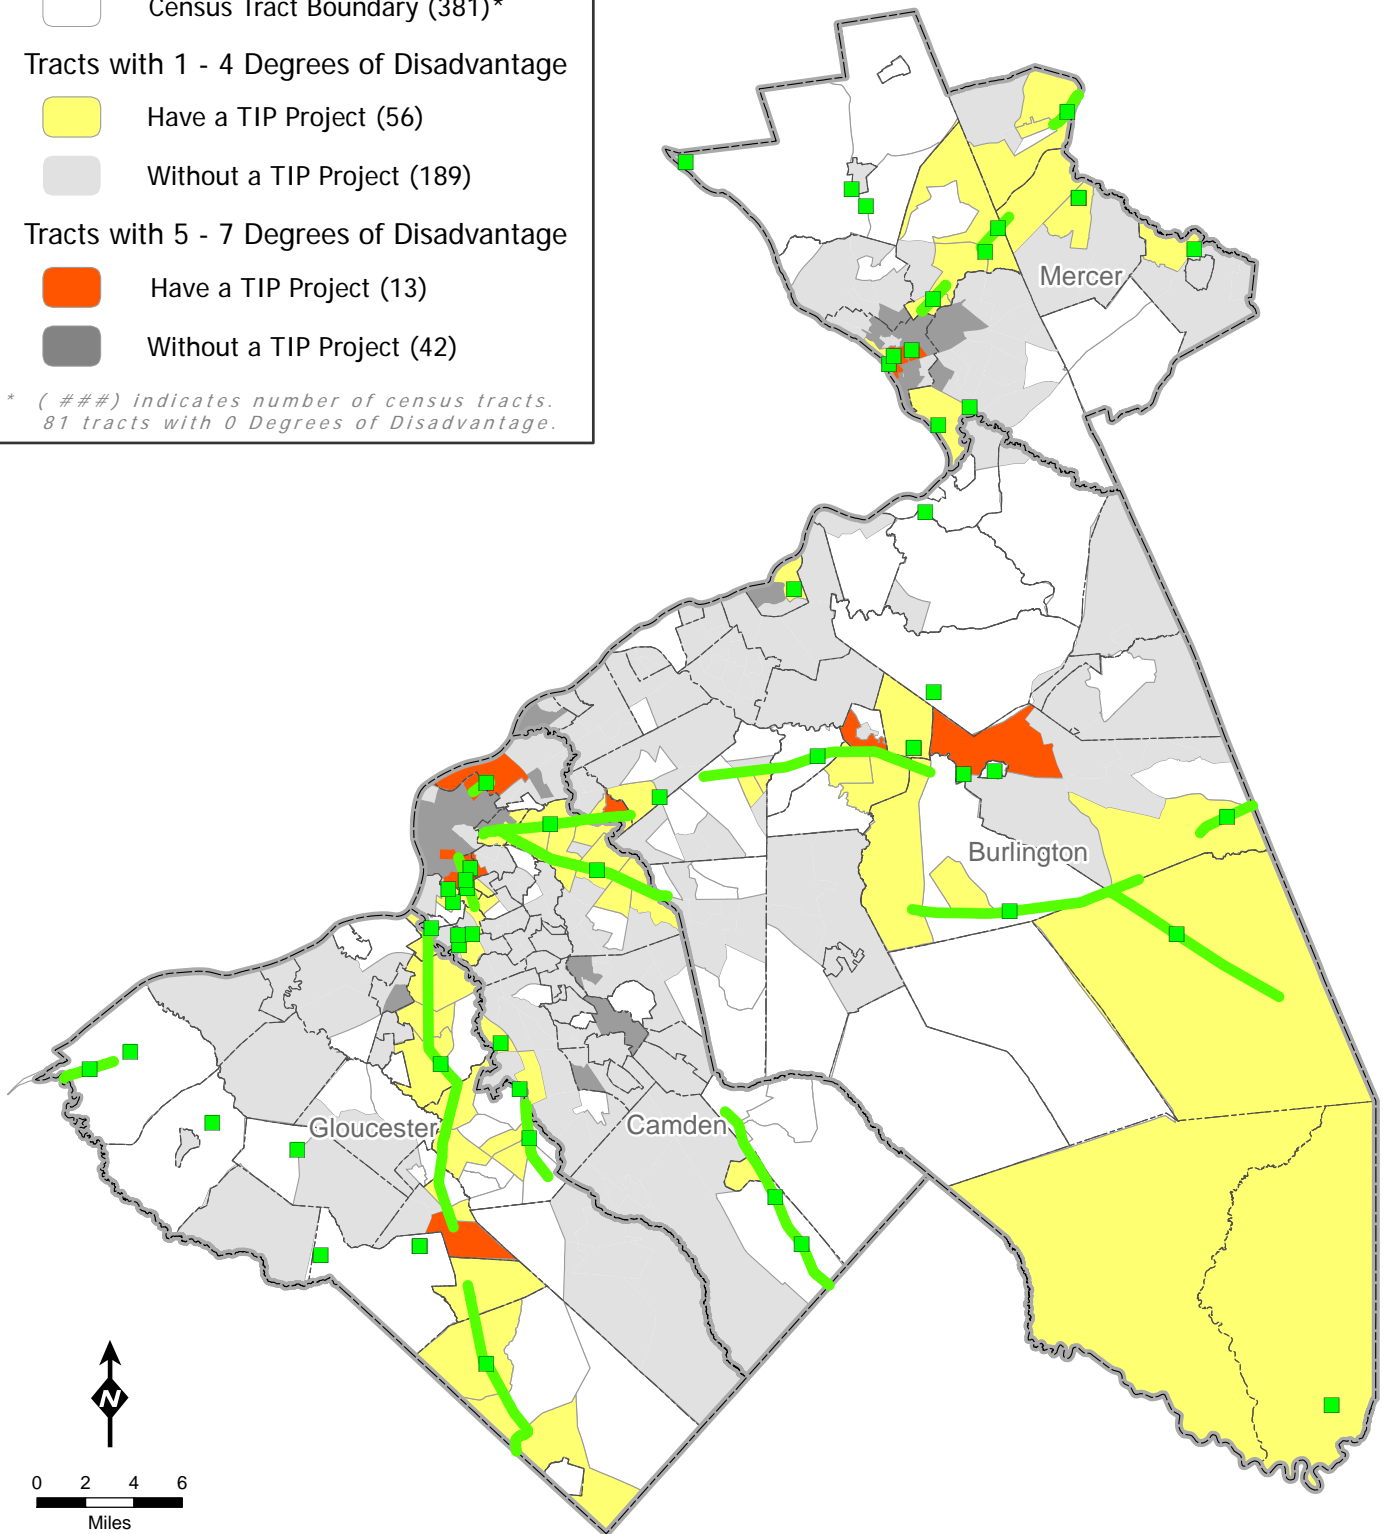 Census Tract Boundary (381)*
Tracts with 1 - 4 Degrees of Disadvantage
Have a TIP Project (56)
Without a TIP Project (189)
Tracts with 5 - 7 Degrees of Disadvantage
Have a TIP Project (13)
Without a TIP Project (42)
* (###) indicates number of census tracts.
81 tracts with 0 Degrees of Disadvantage.
Mercer
Burlington
Gloucester
Camden
N
0 2 4 6
Miles